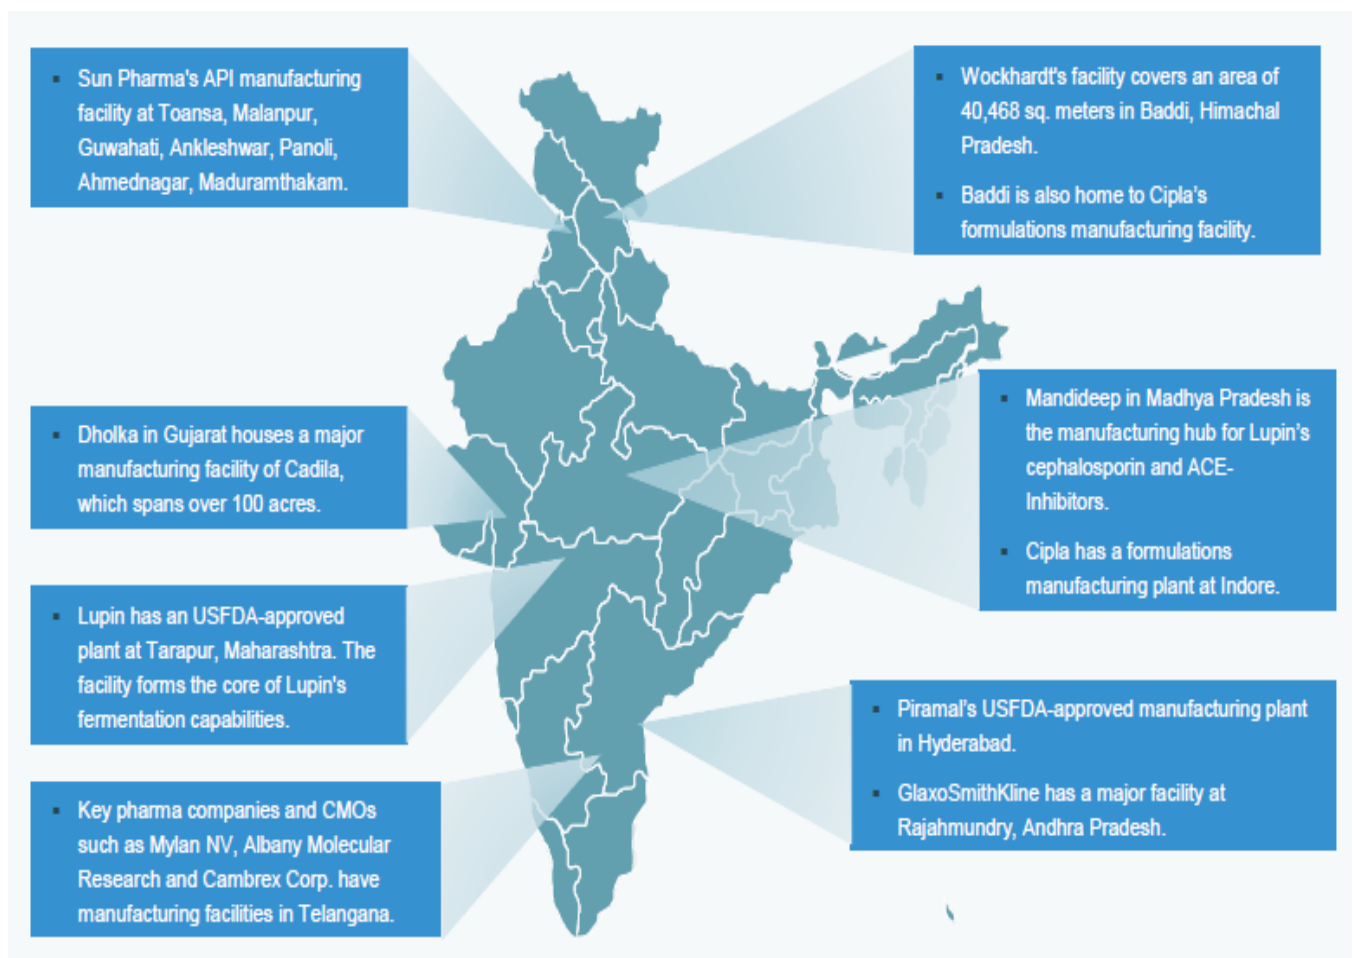 ▪ Sun Pharma's API manufacturing
facility at Toansa, Malanpur,
Guwahati, Ankleshwar, Panoli,
Ahmednagar, Maduramthakam.
▪ Wockhardt's facility covers an area of
40,468 sq. meters in Baddi, Himachal
Pradesh.
▪ Baddi is also home to Cipla's
formulations manufacturing facility.
▪ Dholka in Gujarat houses a major
manufacturing facility of Cadila,
which spans over 100 acres.
▪ Mandideep in Madhya Pradesh is
the manufacturing hub for Lupin's
cephalosporin and ACE-
Inhibitors.
▪ Cipla has a formulations
manufacturing plant at Indore.
▪ Lupin has an USFDA-approved
plant at Tarapur, Maharashtra. The
facility forms the core of Lupin's
fermentation capabilities.
▪ Piramal's USFDA-approved manufacturing plant
in Hyderabad.
▪ GlaxoSmithKline has a major facility at
Rajahmundry, Andhra Pradesh.
▪ Key pharma companies and CMOs
such as Mylan NV, Albany Molecular
Research and Cambrex Corp. have
manufacturing facilities in Telangana.